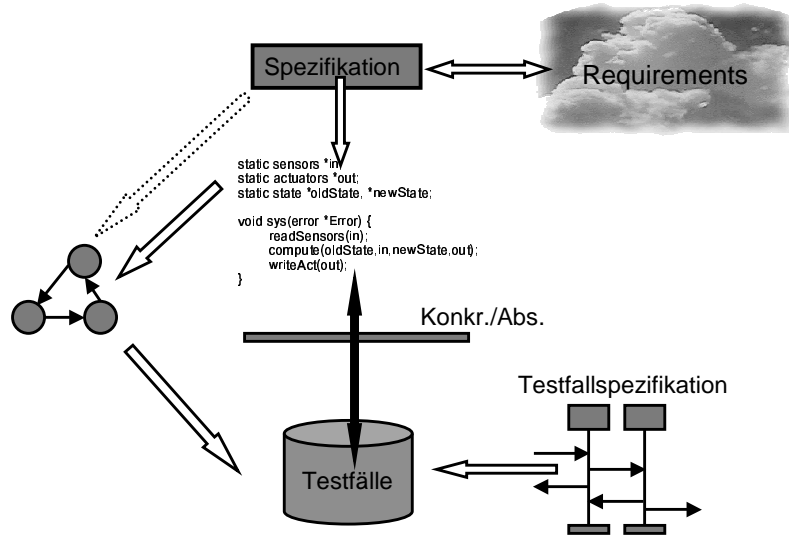 Spezifikation
Requirements
static sensors *in;
static actuators *out;
static state *oldState, *newState;
void sys(error *Error) {
readSensors(in);
compute(oldState,in,newState,out);
writeAct(out);
}
Konkr./Abs.
Testfallspezifikation
Testfälle